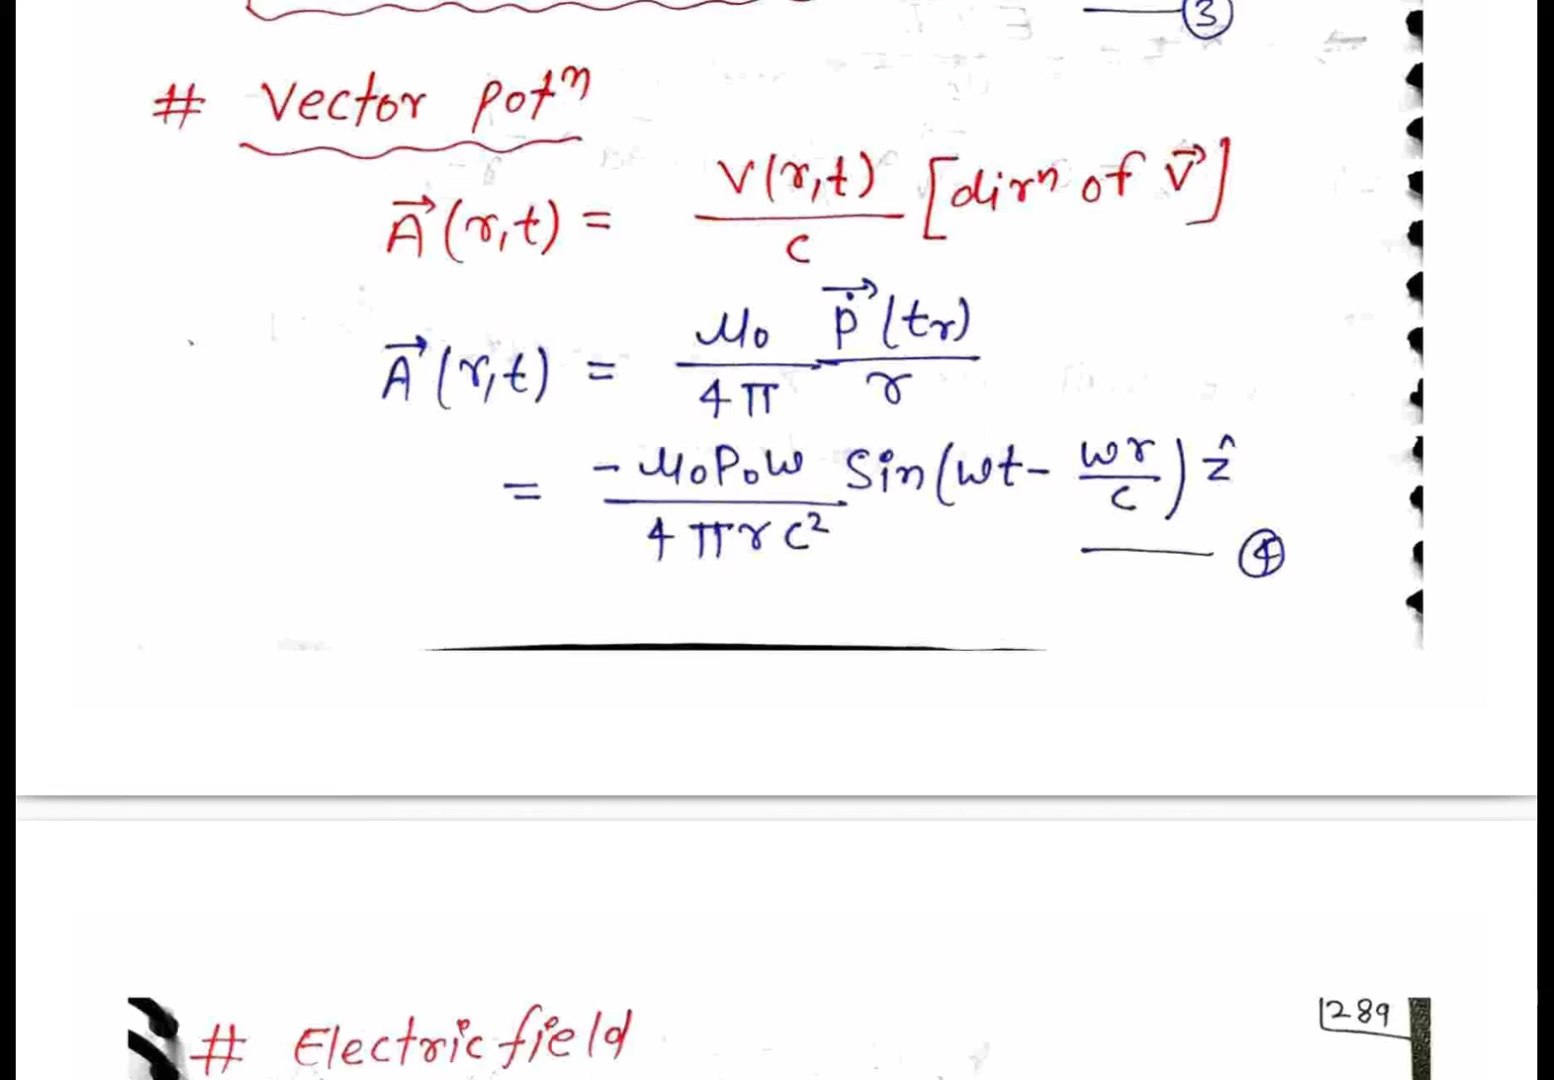 ③
# Vector potⁿ
A⃗(r,t) = V(r,t)/c [dirⁿ of v⃗]
A⃗(r,t) = μ₀/4π ṗ⃗(tr)/r
= -μ₀P₀ω/4πrc² Sin(ωt - ωr/c) ẑ
④
289
# Electric field